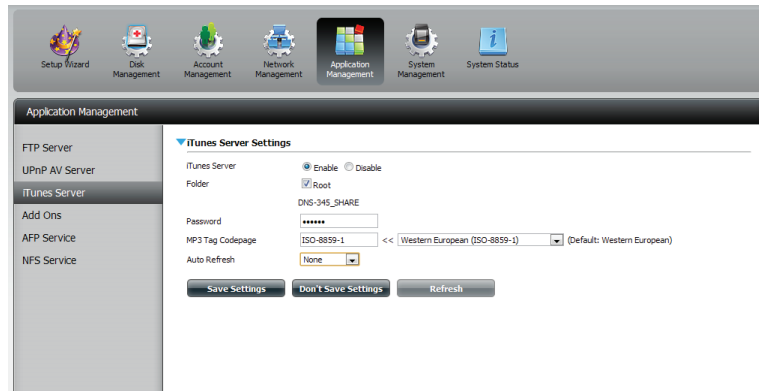 Setup Wizard
Disk Management
Account Management
Network Management
Application Management
System Management
System Status
Application Management
FTP Server
UPnP AV Server
iTunes Server
Add Ons
AFP Service
NFS Service
iTunes Server Settings
iTunes Server Enable Disable
Folder Root
DNS-345_SHARE
Password ••••••
MP3 Tag Codepage ISO-8859-1 << Western European (ISO-8859-1) (Default: Western European)
Auto Refresh None
Save Settings Don't Save Settings Refresh